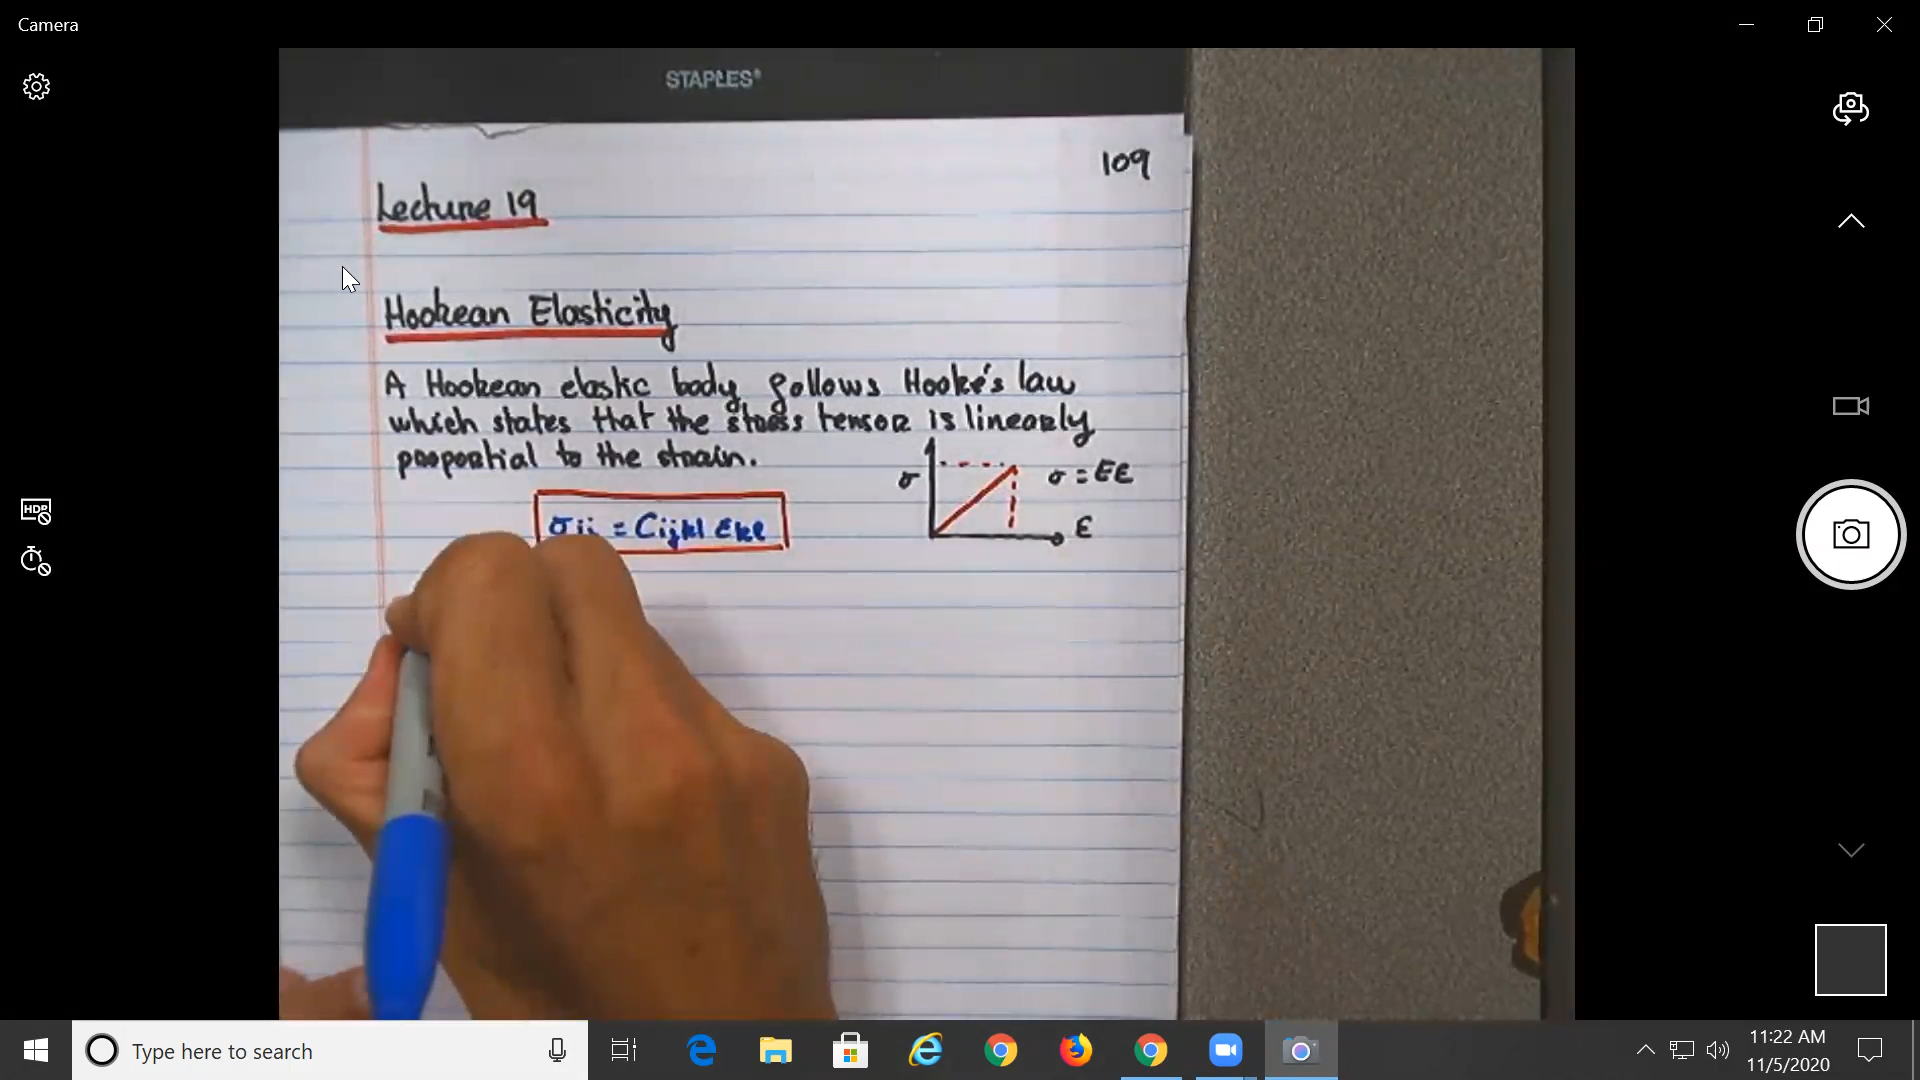 Camera
STAPLES
109
Lecture 19
Hookean Elasticity
A Hookean elastic body follows Hooke's law
which states that the stress tensor is linearly
proportial to the strain.
σ
σ = Eε
σij = Cijkl εkl
ε
Type here to search
11:22 AM
11/5/2020